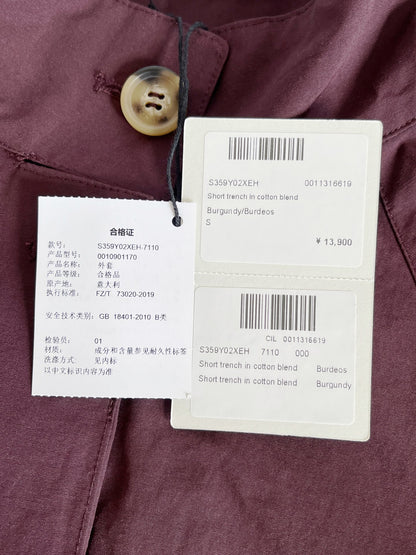 合格证
款号: S359Y02XEH-7110
产品型号: 0010901170
产品名称: 外套
产品等级: 合格品
原产地: 意大利
执行标准: FZ/T 73020-2019
安全技术类别: GB 18401-2010 B类
检验员: 01
材质: 成分和含量参见耐久性标签
洗涤方式: 见内标
以中文标识内容为准
S359Y02XEH 0011316619
Short trench in cotton blend
Burgundy/Burdeos
S
¥ 13,900
CIL 0011316619
S359Y02XEH 7110 000
Short trench in cotton blend Burdeos
Short trench in cotton blend Burgundy